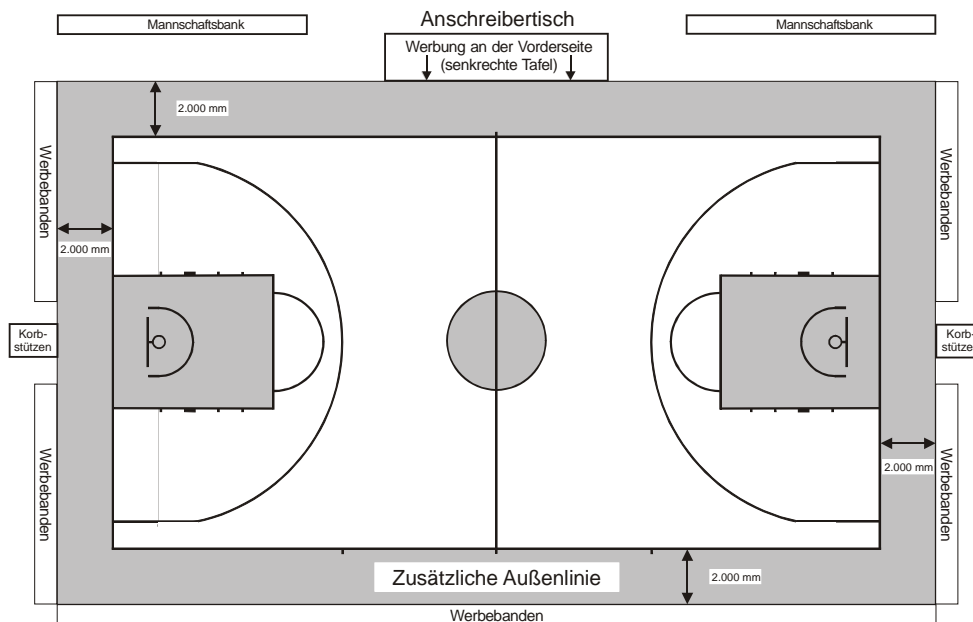 Anschreibertisch
Mannschaftsbank
Mannschaftsbank
Werbung an der Vorderseite
(senkrechte Tafel)
2.000 mm
Werbebanden
Werbebanden
2.000 mm
Korb-
stützen
Korb-
stütze
Werbebanden
Werbebanden
2.000 mm
Zusätzliche Außenlinie
2.000 mm
Werbebanden